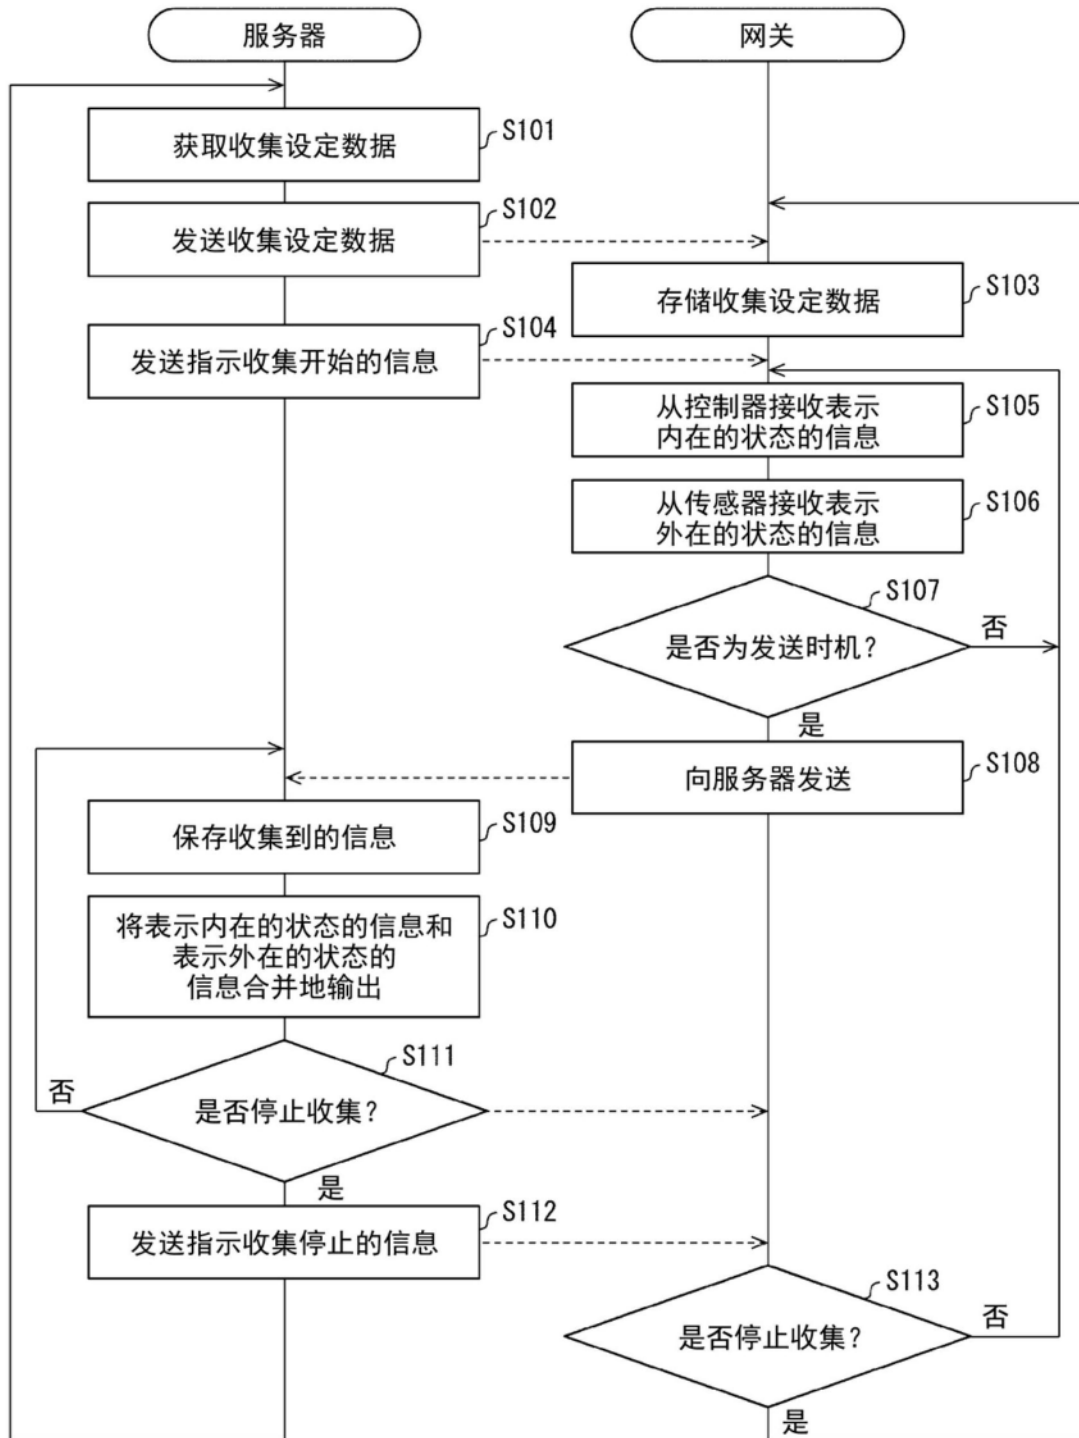 服务器
网关
获取收集设定数据
S101
发送收集设定数据
S102
存储收集设定数据
S103
发送指示收集开始的信息
S104
从控制器接收表示
内在的状态的信息
S105
从传感器接收表示
外在的状态的信息
S106
是否为发送时机?
S107
否
是
向服务器发送
S108
保存收集到的信息
S109
将表示内在的状态的信息和
表示外在的状态的
信息合并地输出
S110
是否停止收集?
S111
否
是
发送指示收集停止的信息
S112
是否停止收集?
S113
否
是